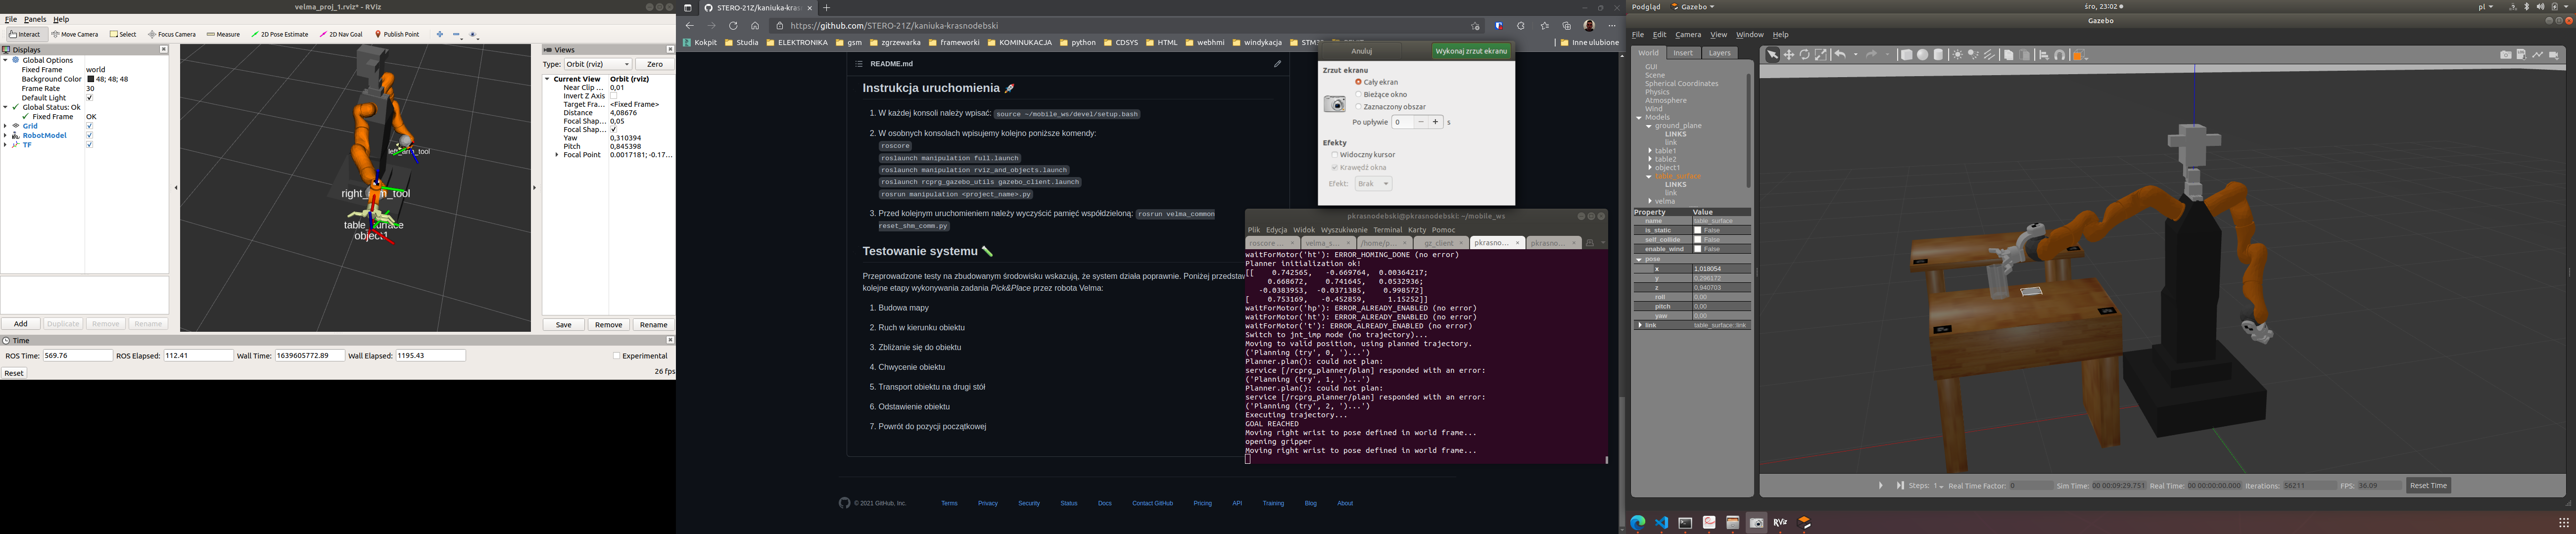 velma_proj_1.rviz* - RViz
File Panels Help
Interact Move Camera Select Focus Camera Measure 2D Pose Estimate 2D Nav Goal Publish Point
Displays
Global Options
Fixed Frame world
Background Color 48; 48; 48
Frame Rate 30
Default Light
Global Status: Ok
Fixed Frame OK
Grid
RobotModel
TF
Add Duplicate Remove Rename
right_arm_tool
table_surface
object1
Views
Type: Orbit (rviz) Zero
Current View Orbit (rviz)
Near Clip ... 0,01
Invert Z Axis
Target Fra... <Fixed Frame>
Distance 4,08676
Focal Shap... 0,05
Focal Shap...
Yaw 0,310394
Pitch 0,845398
Focal Point 0.0017181; -0.17...
Save Remove Rename
Time
ROS Time: 569.76 ROS Elapsed: 112.41 Wall Time: 1639605772.89 Wall Elapsed: 1195.43 Experimental
Reset 26 fps
STERO-21Z/kaniuka-kras
https://github.com/STERO-21Z/kaniuka-krasnodebski
Kokpit Studia ELEKTRONIKA gsm zgrzewarka frameworki KOMINUKACJA python CDSYS HTML webhmi windykacja Inne ulubione
README.md
Instrukcja uruchomienia 🚀
1. W każdej konsoli należy wpisać: source ~/mobile_ws/devel/setup.bash
2. W osobnych konsolach wpisujemy kolejno poniższe komendy:
roscore
roslaunch manipulation full.launch
roslaunch manipulation rviz_and_objects.launch
roslaunch rcprg_gazebo_utils gazebo_client.launch
rosrun manipulation <project_name>.py
3. Przed kolejnym uruchomieniem należy wyczyścić pamięć współdzieloną: rosrun velma_common
reset_shm_comm.py
Testowanie systemu
Przeprowadzone testy na zbudowanym środowisku wskazują, że system działa poprawnie. Poniżej przedstaw
kolejne etapy wykonywania zadania Pick&Place przez robota Velma:
1. Budowa mapy
2. Ruch w kierunku obiektu
3. Zbliżanie się do obiektu
4. Chwycenie obiektu
5. Transport obiektu na drugi stół
6. Odstawienie obiektu
7. Powrót do pozycji początkowej
© 2021 GitHub, Inc. Terms Privacy Security Status Docs Contact GitHub Pricing API Training Blog About
Anuluj Wykonaj zrzut ekranu
Zrzut ekranu
Cały ekran
Bieżące okno
Zaznaczony obszar
Po upływie 0 − + s
Efekty
Widoczny kursor
Krawędź okna
Efekt: Brak
pkrasnodebski@pkrasnodebski: ~/mobile_ws
Plik Edycja Widok Wyszukiwanie Terminal Karty Pomoc
roscore ... velma_s... /home/p... gz_client pkrasno... pkrasno...
waitForMotor('ht'): ERROR_HOMING_DONE (no error)
Planner initialization ok!
[[ 0.742565, -0.669764, 0.00364217;
0.668672, 0.741645, 0.0532936;
-0.0383953, -0.0371385, 0.998572]
[ 0.753169, -0.452859, 1.15252]]
waitForMotor('hp'): ERROR_ALREADY_ENABLED (no error)
waitForMotor('ht'): ERROR_ALREADY_ENABLED (no error)
waitForMotor('t'): ERROR_ALREADY_ENABLED (no error)
Switch to jnt_imp mode (no trajectory)...
Moving to valid position, using planned trajectory.
('Planning (try', 0, ')...')
Planner.plan(): could not plan:
service [/rcprg_planner/plan] responded with an error:
('Planning (try', 1, ')...')
Planner.plan(): could not plan:
service [/rcprg_planner/plan] responded with an error:
('Planning (try', 2, ')...')
Executing trajectory...
GOAL REACHED
Moving right wrist to pose defined in world frame...
opening gripper
Moving right wrist to pose defined in world frame...
Podgląd Gazebo śro, 23:02 pl
Gazebo
File Edit Camera View Window Help
World Insert Layers
GUI
Scene
Spherical Coordinates
Physics
Atmosphere
Wind
Models
ground_plane
LINKS
link
table1
table2
object1
table_surface
LINKS
link
velma
Property Value
name table_surface
is_static False
self_collide False
enable_wind False
pose
x 1,018054
y 0,296172
z 0,940703
roll 0,00
pitch 0,00
yaw 0,00
link table_surface::link
Steps: 1 Real Time Factor: 0 Sim Time: 00 00:09:29.751 Real Time: 00 00:00:00.000 Iterations: 56211 FPS: 36.09 Reset Time